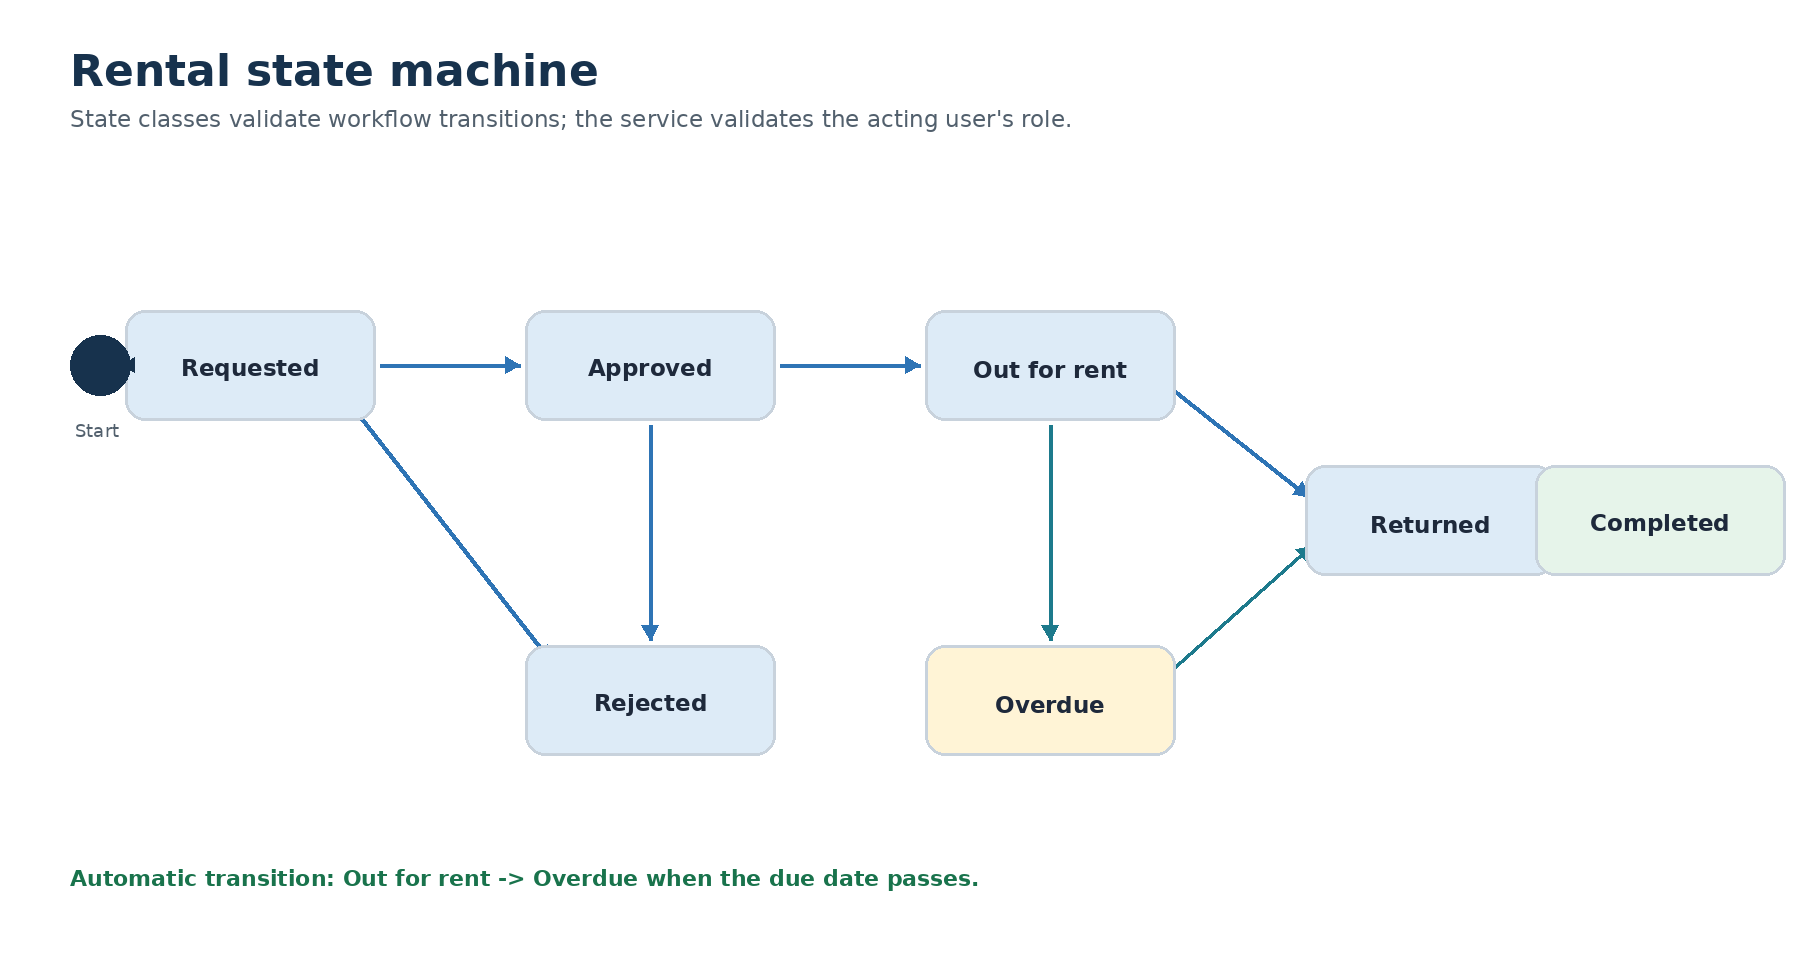 Rental state machine
State classes validate workflow transitions; the service validates the acting user's role.
Requested
Approved
Out for rent
Start
Returned
Completed
Rejected
Overdue
Automatic transition: Out for rent -> Overdue when the due date passes.